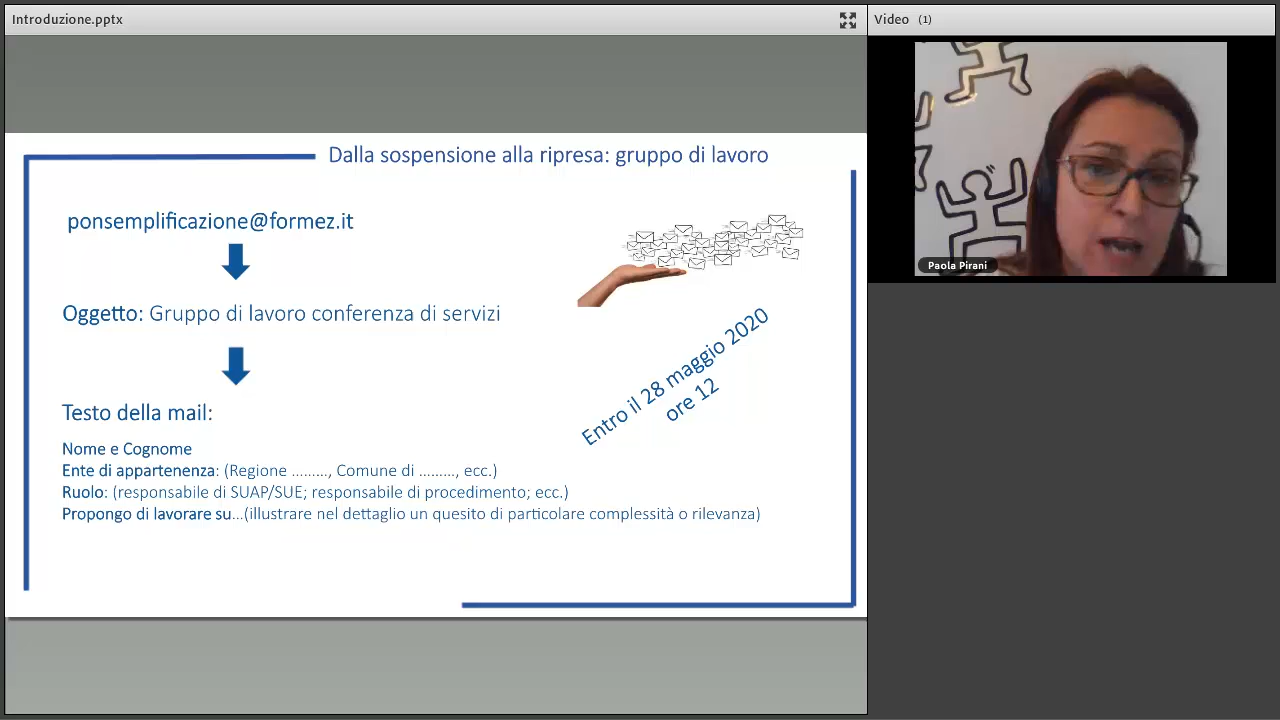 Introduzione.pptx
Video (1)
Dalla sospensione alla ripresa: gruppo di lavoro
ponsemplificazione@formez.it
Oggetto: Gruppo di lavoro conferenza di servizi
Entro il 28 maggio 2020
ore 12
Testo della mail:
Nome e Cognome
Ente di appartenenza: (Regione ………, Comune di ………, ecc.)
Ruolo: (responsabile di SUAP/SUE; responsabile di procedimento; ecc.)
Propongo di lavorare su…(illustrare nel dettaglio un quesito di particolare complessità o rilevanza)
Paola Pirani